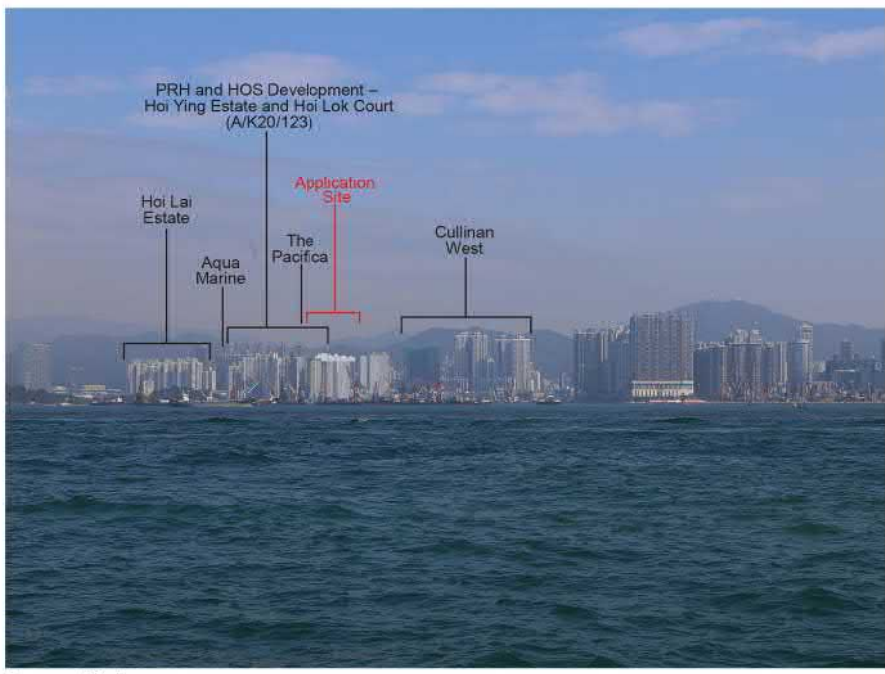 PRH and HOS Development –
Hoi Ying Estate and Hoi Lok Court
(A/K20/123)
Application
Site
Hoi Lai
Estate
The
Pacifica
Cullinan
West
Aqua
Marine